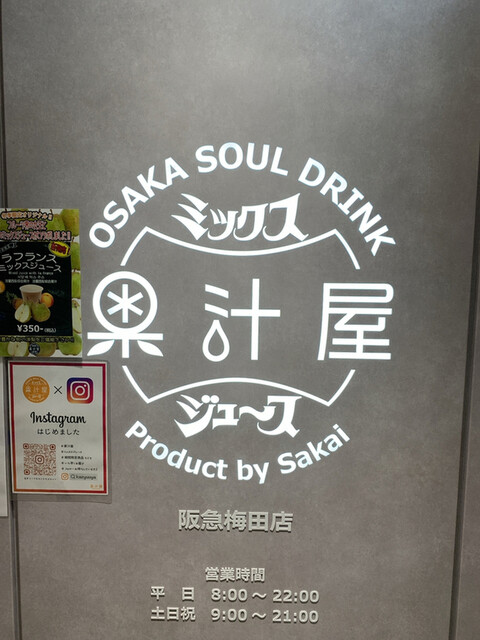 OSAKA SOUL DRINK
ミックス
果汁屋
ジュース
Product by Sakai
阪急梅田店
営業時間
平 日 8:00～22:00
土日祝 9:00～21:00
ラフランス
ミックスジュース
¥350-(税込)
×
Instagram
はじめました